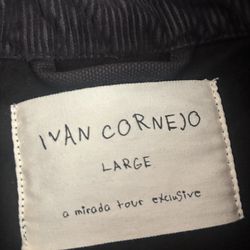 IVAN CORNEJO
LARGE
a mirada tour exclusive